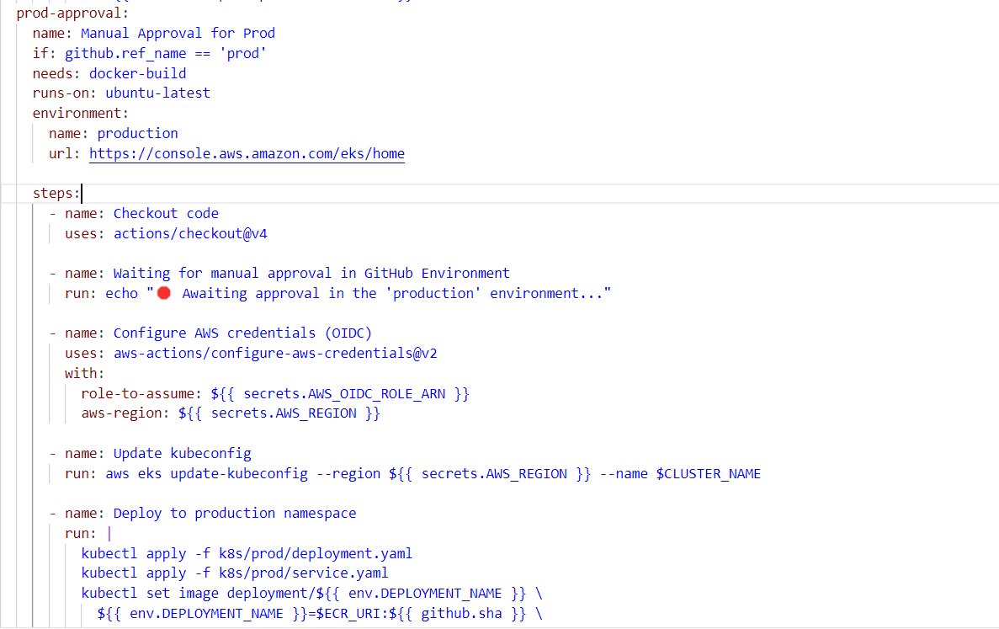 prod-approval:
name: Manual Approval for Prod
if: github.ref_name == 'prod'
needs: docker-build
runs-on: ubuntu-latest
environment:
name: production
url: https://console.aws.amazon.com/eks/home
steps:
- name: Checkout code
uses: actions/checkout@v4
- name: Waiting for manual approval in GitHub Environment
run: echo "🛑 Awaiting approval in the 'production' environment..."
- name: Configure AWS credentials (OIDC)
uses: aws-actions/configure-aws-credentials@v2
with:
role-to-assume: ${{ secrets.AWS_OIDC_ROLE_ARN }}
aws-region: ${{ secrets.AWS_REGION }}
- name: Update kubeconfig
run: aws eks update-kubeconfig --region ${{ secrets.AWS_REGION }} --name $CLUSTER_NAME
- name: Deploy to production namespace
run: |
kubectl apply -f k8s/prod/deployment.yaml
kubectl apply -f k8s/prod/service.yaml
kubectl set image deployment/${{ env.DEPLOYMENT_NAME }} \
${{ env.DEPLOYMENT_NAME }}=$ECR_URI:${{ github.sha }} \